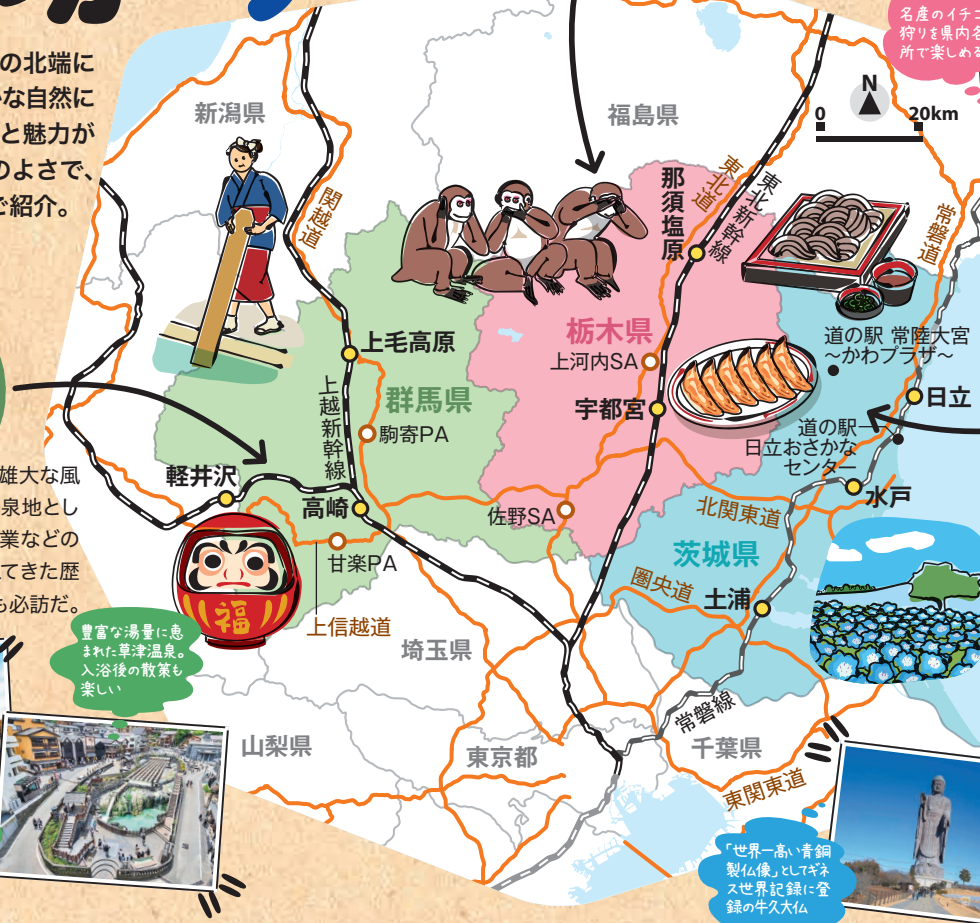 の北端に
な自然に
と魅力が
のよさで、
ご紹介。
名産のイチゴ
狩りを県内各
所で楽しめる
N
0 20km
新潟県
福島県
関越道
那須塩原
東北道
東北新幹線
常磐道
栃木県
上河内SA
宇都宮
道の駅 常陸大宮
～かわプラザ～
日立
道の駅
日立おさかな
センター
水戸
上毛高原
上越新幹線
群馬県
駒寄PA
軽井沢
高崎
佐野SA
北関東道
茨城県
甘楽PA
圏央道
土浦
福
上信越道
雄大な風
泉地とし
業などの
てきた歴
も必訪だ。
豊富な湯量に恵
まれた草津温泉。
入浴後の散策も
楽しい
埼玉県
山梨県
東京都
常磐線
千葉県
東関東道
「世界一高い青銅
製仏像」としてギネ
ス世界記録に登
録の牛久大仏